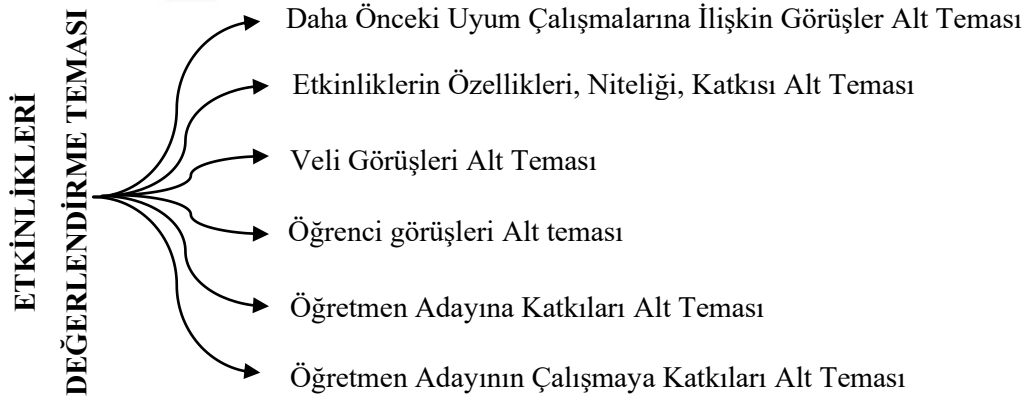 ETKİNLİKLERİ
DEĞERLENDİRME TEMASI
Daha Önceki Uyum Çalışmalarına İlişkin Görüşler Alt Teması
Etkinliklerin Özellikleri, Niteliği, Katkısı Alt Teması
Veli Görüşleri Alt Teması
Öğrenci görüşleri Alt teması
Öğretmen Adayına Katkıları Alt Teması
Öğretmen Adayının Çalışmaya Katkıları Alt Teması